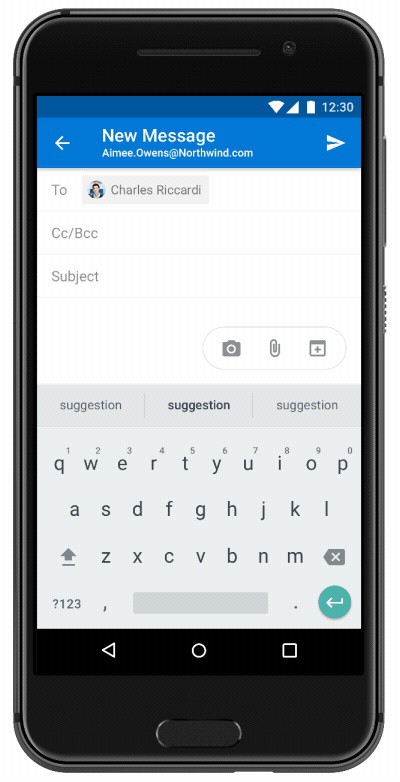 12:30
New Message
Aimee.Owens@Northwind.com
To Charles Riccardi
Cc/Bcc
Subject
suggestion suggestion suggestion
1 2 3 4 5 6 7 8 9 0
q w e r t y u i o p
a s d f g h j k l
z x c v b n m
?123 , .